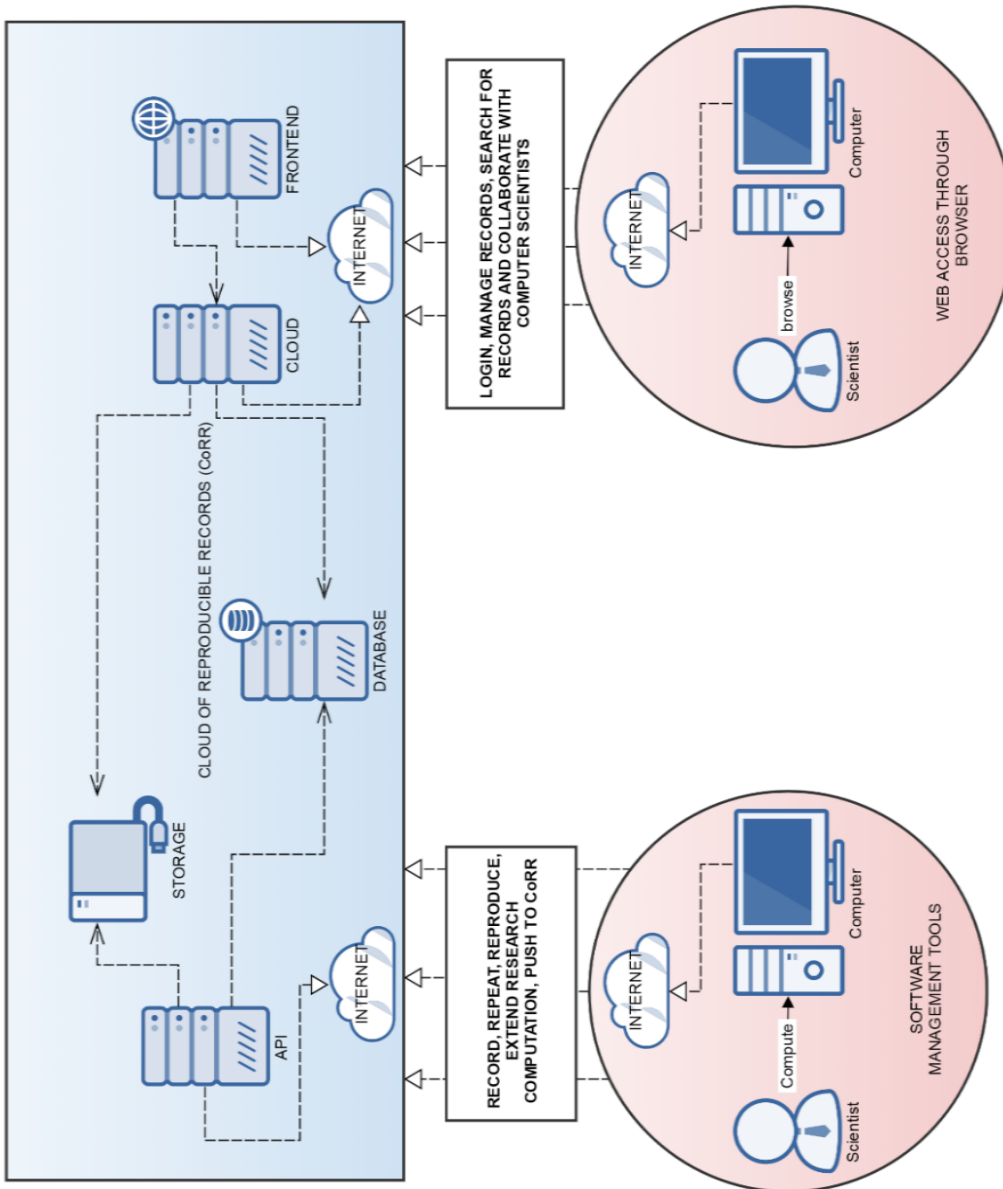 API
STORAGE
DATABASE
CLOUD OF REPRODUCIBLE RECORDS (CoRR)
CLOUD
FRONTEND
INTERNET
INTERNET
RECORD, REPEAT, REPRODUCE,
EXTEND RESEARCH
COMPUTATION, PUSH TO CoRR
LOGIN, MANAGE RECORDS, SEARCH FOR
RECORDS AND COLLABORATE WITH
COMPUTER SCIENTISTS
INTERNET
Compute
Scientist
Computer
SOFTWARE
MANAGEMENT TOOLS
INTERNET
browse
Scientist
Computer
WEB ACCESS THROUGH
BROWSER